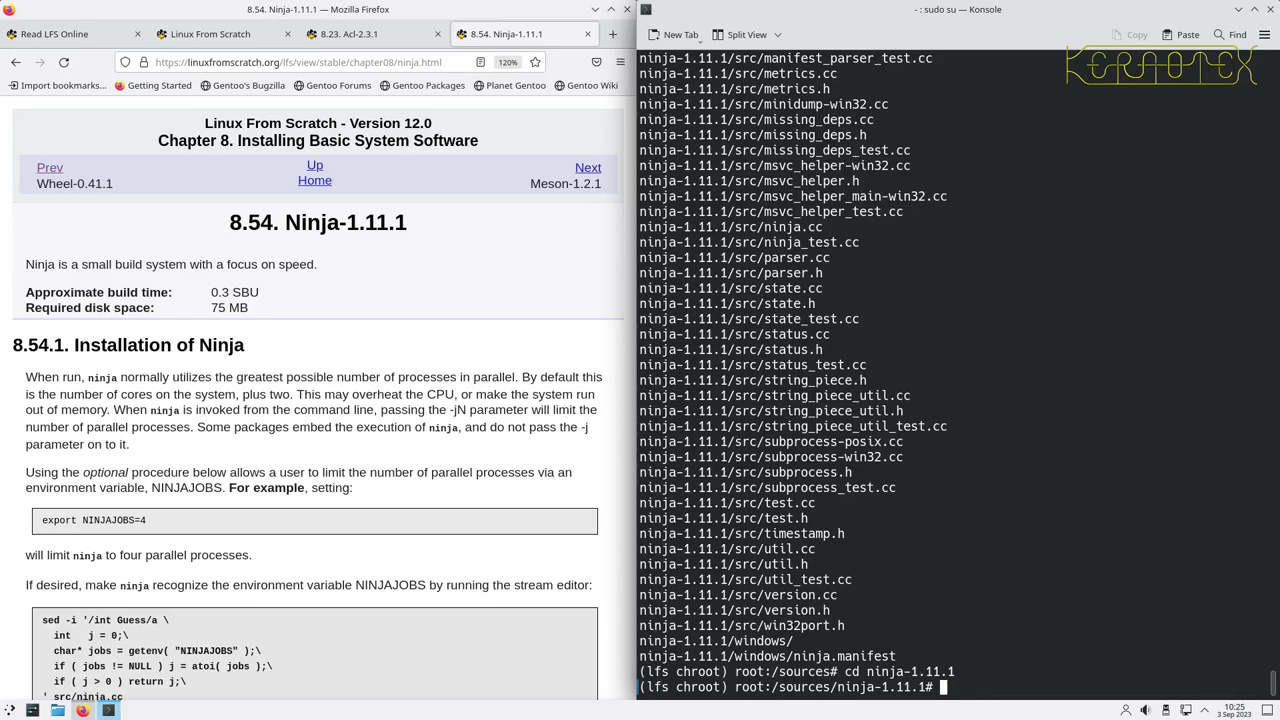 8.54. Ninja-1.11.1 — Mozilla Firefox
Read LFS Online
Linux From Scratch
8.23. Acl-2.3.1
8.54. Ninja-1.11.1
https://linuxfromscratch.org/lfs/view/stable/chapter08/ninja.html
120%
Import bookmarks...
Getting Started
Gentoo's Bugzilla
Gentoo Forums
Gentoo Packages
Planet Gentoo
Gentoo Wiki
Linux From Scratch - Version 12.0
Chapter 8. Installing Basic System Software
Prev
Up
Next
Wheel-0.41.1
Home
Meson-1.2.1
8.54. Ninja-1.11.1
Ninja is a small build system with a focus on speed.
Approximate build time: 0.3 SBU
Required disk space: 75 MB
8.54.1. Installation of Ninja
When run, ninja normally utilizes the greatest possible number of processes in parallel. By default this
is the number of cores on the system, plus two. This may overheat the CPU, or make the system run
out of memory. When ninja is invoked from the command line, passing the -jN parameter will limit the
number of parallel processes. Some packages embed the execution of ninja, and do not pass the -j
parameter on to it.
Using the optional procedure below allows a user to limit the number of parallel processes via an
environment variable, NINJAJOBS. For example, setting:
export NINJAJOBS=4
will limit ninja to four parallel processes.
If desired, make ninja recognize the environment variable NINJAJOBS by running the stream editor:
sed -i '/int Guess/a \
int j = 0;\
char* jobs = getenv( "NINJAJOBS" );\
if ( jobs != NULL ) j = atoi( jobs );\
if ( j > 0 ) return j;\
' src/ninja.cc
- : sudo su — Konsole
New Tab
Split View
Copy
Paste
Find
KERNOTEX
ninja-1.11.1/src/manifest_parser_test.cc
ninja-1.11.1/src/metrics.cc
ninja-1.11.1/src/metrics.h
ninja-1.11.1/src/minidump-win32.cc
ninja-1.11.1/src/missing_deps.cc
ninja-1.11.1/src/missing_deps.h
ninja-1.11.1/src/missing_deps_test.cc
ninja-1.11.1/src/msvc_helper-win32.cc
ninja-1.11.1/src/msvc_helper.h
ninja-1.11.1/src/msvc_helper_main-win32.cc
ninja-1.11.1/src/msvc_helper_test.cc
ninja-1.11.1/src/ninja.cc
ninja-1.11.1/src/ninja_test.cc
ninja-1.11.1/src/parser.cc
ninja-1.11.1/src/parser.h
ninja-1.11.1/src/state.cc
ninja-1.11.1/src/state.h
ninja-1.11.1/src/state_test.cc
ninja-1.11.1/src/status.cc
ninja-1.11.1/src/status.h
ninja-1.11.1/src/status_test.cc
ninja-1.11.1/src/string_piece.h
ninja-1.11.1/src/string_piece_util.cc
ninja-1.11.1/src/string_piece_util.h
ninja-1.11.1/src/string_piece_util_test.cc
ninja-1.11.1/src/subprocess-posix.cc
ninja-1.11.1/src/subprocess-win32.cc
ninja-1.11.1/src/subprocess.h
ninja-1.11.1/src/subprocess_test.cc
ninja-1.11.1/src/test.cc
ninja-1.11.1/src/test.h
ninja-1.11.1/src/timestamp.h
ninja-1.11.1/src/util.cc
ninja-1.11.1/src/util.h
ninja-1.11.1/src/util_test.cc
ninja-1.11.1/src/version.cc
ninja-1.11.1/src/version.h
ninja-1.11.1/src/win32port.h
ninja-1.11.1/windows/
ninja-1.11.1/windows/ninja.manifest
(lfs chroot) root:/sources# cd ninja-1.11.1
(lfs chroot) root:/sources/ninja-1.11.1#
10:25
3 Sep 2023